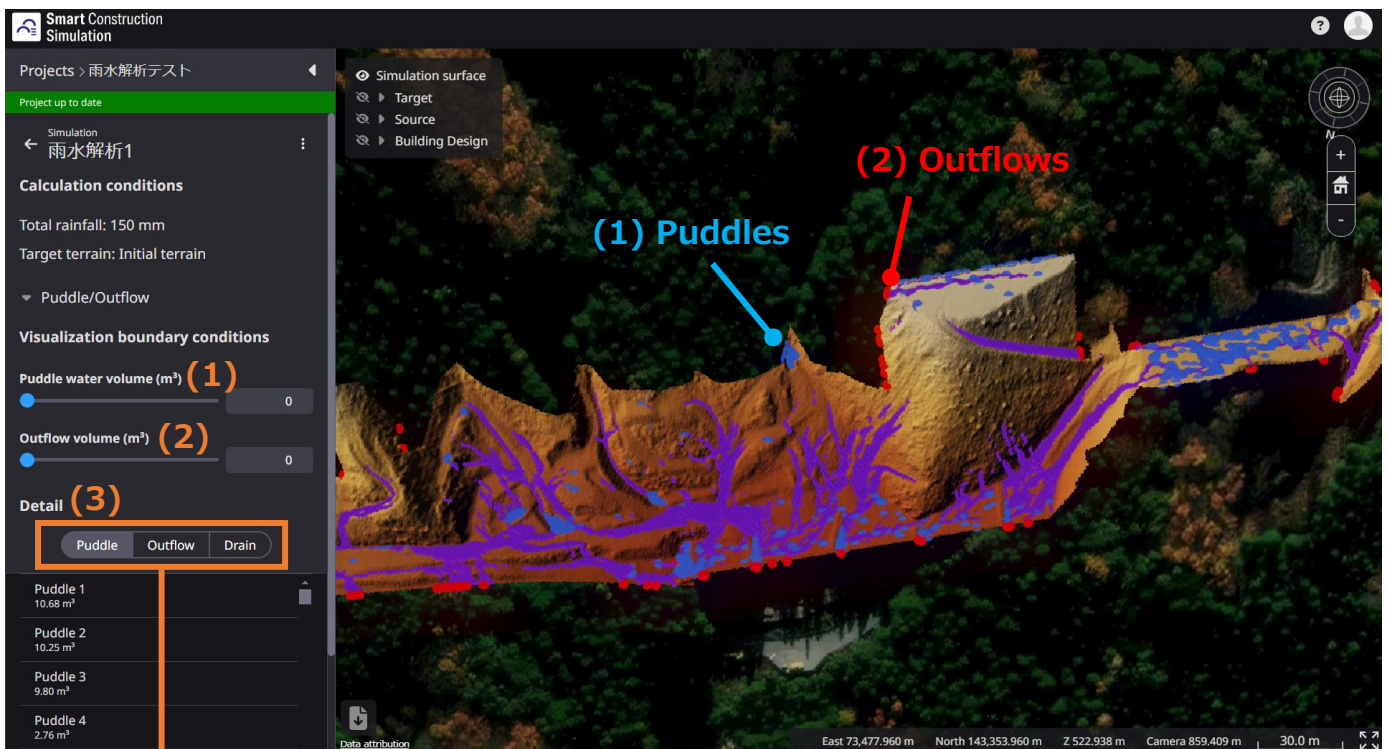 Smart Construction
Simulation
?
Projects > 雨水解析テスト
Project up to date
Simulation
雨水解析1
Calculation conditions
Total rainfall: 150 mm
Target terrain: Initial terrain
Puddle/Outflow
Visualization boundary conditions
Puddle water volume (m³) (1)
0
Outflow volume (m³) (2)
0
Detail (3)
Puddle Outflow Drain
Puddle 1
10.68 m³
Puddle 2
10.25 m³
Puddle 3
9.80 m³
Puddle 4
2.76 m³
Simulation surface
Target
Source
Building Design
(1) Puddles
(2) Outflows
N
+
-
Data attribution
East 73,477.960 m North 143,353.960 m Z 522,938 m Camera 859,409 m 30.0 m